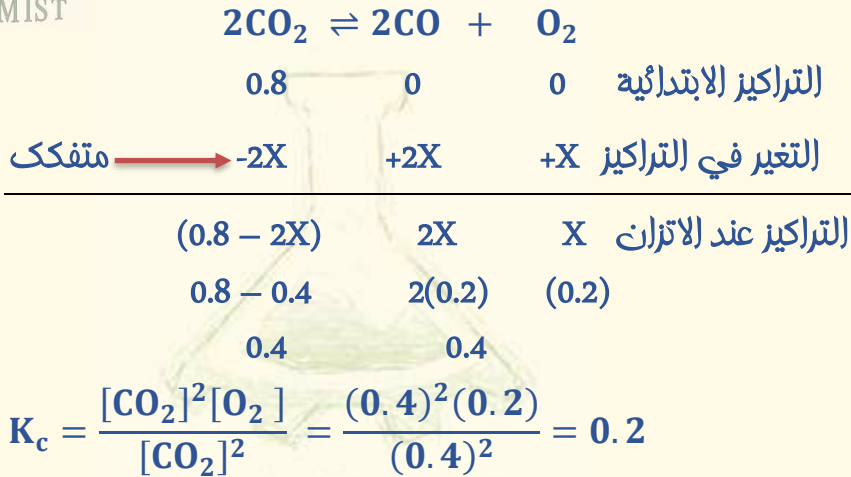 MIST
2CO₂ ⇌ 2CO + O₂
0.8 0 0 التراكيز الابتدائية
متفكك -2X +2X +X التغير في التراكيز
(0.8 – 2X) 2X X التراكيز عند الاتزان
0.8 – 0.4 2(0.2) (0.2)
0.4 0.4
K_c = [CO₂]²[O₂ ] / [CO₂]² = (0.4)²(0.2) / (0.4)² = 0.2